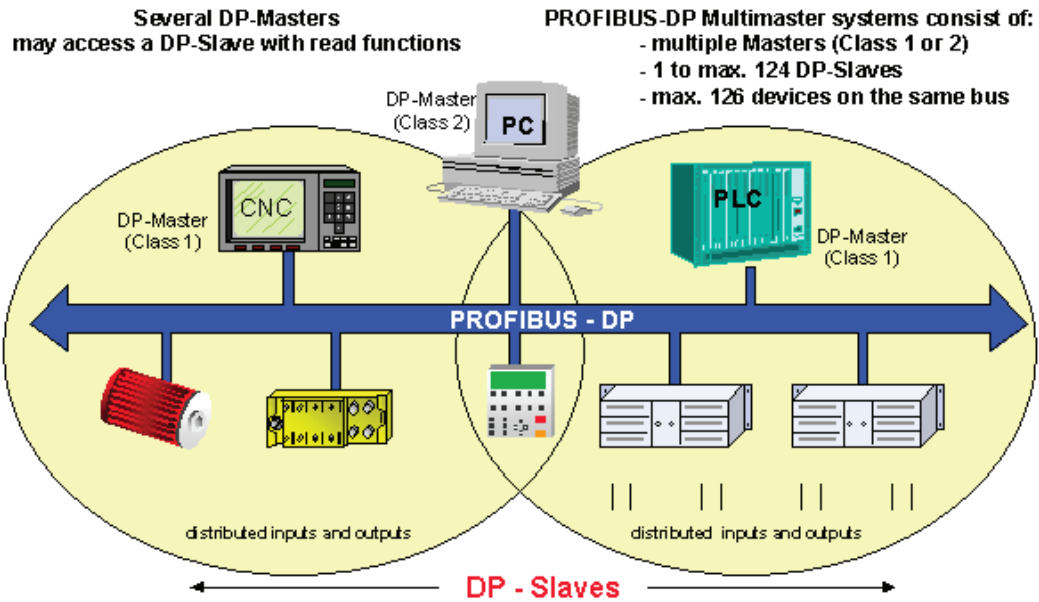 Several DP-Masters
may access a DP-Slave with read functions
PROFIBUS-DP Multimaster systems consist of:
- multiple Masters (Class 1 or 2)
- 1 to max. 124 DP-Slaves
- max. 126 devices on the same bus
DP-Master
(Class 2)
PC
CNC
DP-Master
(Class 1)
PLC
DP-Master
(Class 1)
PROFIBUS - DP
distributed inputs and outputs
distributed inputs and outputs
DP - Slaves